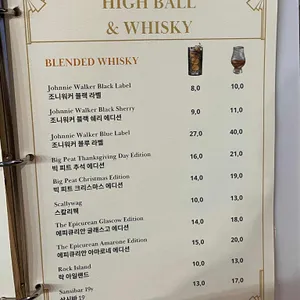 HIGH BALL
& WHISKY
BLENDED WHISKY
Johnnie Walker Black Label 8,0 10,0
조니워커 블랙 라벨
Johnnie Walker Black Sherry 9,0 11,0
조니워커 블랙 쉐리 에디션
Johnnie Walker Blue Label 27,0 40,0
조니워커 블루 라벨
Big Peat Thanksgiving Day Edition 16,0 21,0
빅 피트 추석 에디션
Big Peat Christmas Edition 14,0 19,0
빅 피트 크리스마스 에디션
Scallywag 10,0 13,0
스칼리웩
The Epicurean Glascow Edition 14,0 18,0
에피큐리안 글래스고 에디션
The Epicurean Amarone Edition 15,0 20,0
에피큐리안 아마로네 에디션
Rock Island 10,0 13,0
락 아일랜드
Sansibar 19y 13,0 17,0